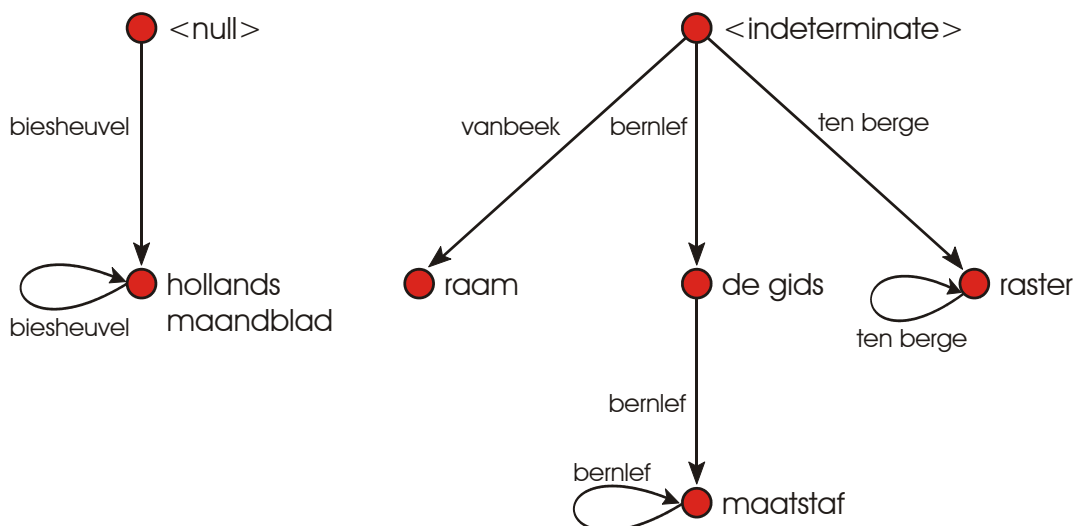 <null>
<indeterminate>
biesheuvel
vanbeek
bernlef
ten berge
hollands
maandblad
biesheuvel
raam
de gids
raster
ten berge
bernlef
bernlef
maatstaf